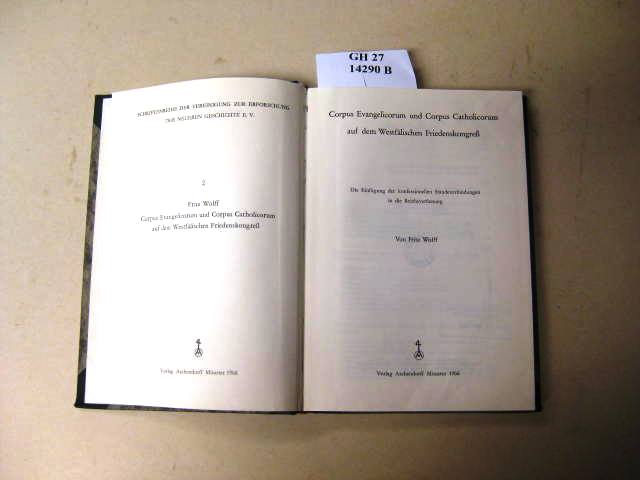 GH 27
14290 B
SCHRIFTENREIHE DER VEREINIGUNG ZUR ERFORSCHUNG
DER NEUEREN GESCHICHTE E. V.
2
Fritz Wolff
Corpus Evangelicorum und Corpus Catholicorum
auf dem Westfälischen Friedenskongreß
Verlag Aschendorff Münster 1966
Corpus Evangelicorum und Corpus Catholicorum
auf dem Westfälischen Friedenskongreß
Die Einfügung der konfessionellen Ständeverbindungen
in die Reichsverfassung
Von Fritz Wolff
Verlag Aschendorff Münster 1966